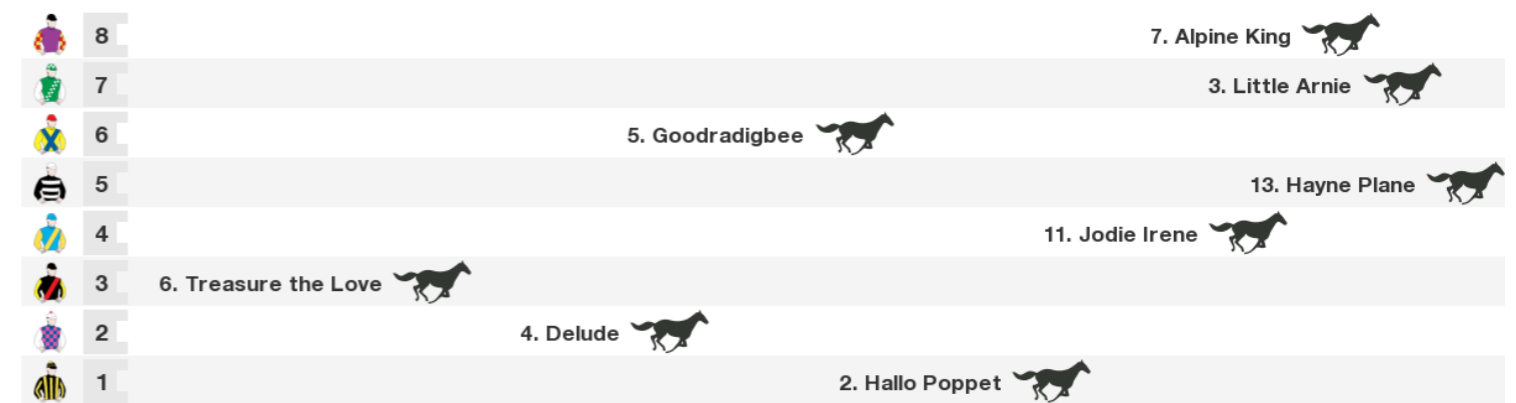 8 7. Alpine King
7 3. Little Arnie
6 5. Goodradigbee
5 13. Hayne Plane
4 11. Jodie Irene
3 6. Treasure the Love
2 4. Delude
1 2. Hallo Poppet